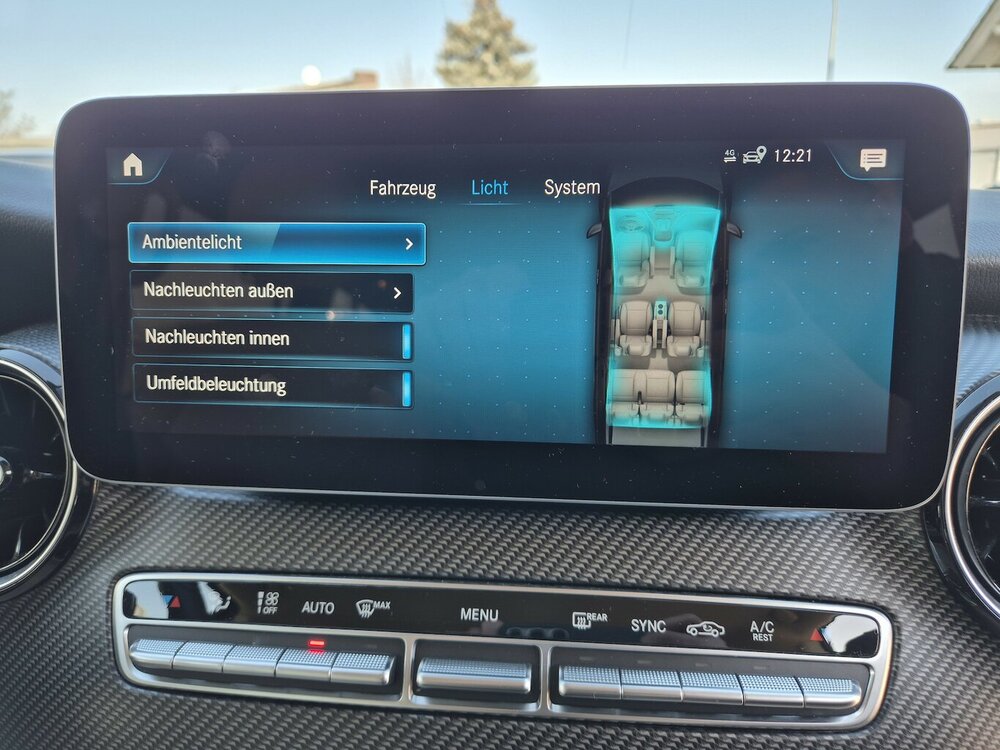 4G 12:21
Fahrzeug Licht System
Ambientelicht
Nachleuchten außen
Nachleuchten innen
Umfeldbeleuchtung
OFF AUTO MAX MENU REAR SYNC A/C
REST